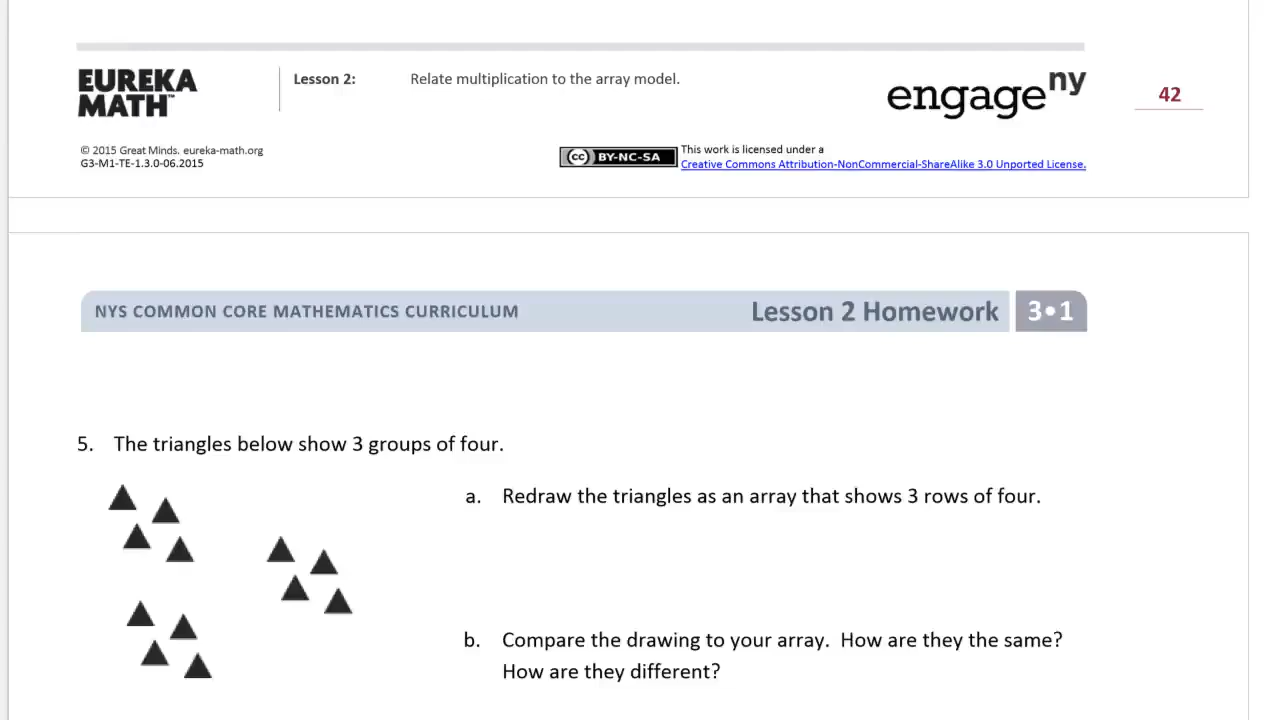 EUREKA
MATH™
Lesson 2:
Relate multiplication to the array model.
engage^ny
42
© 2015 Great Minds. eureka-math.org
G3-M1-TE-1.3.0-06.2015
cc BY-NC-SA
This work is licensed under a
Creative Commons Attribution-NonCommercial-ShareAlike 3.0 Unported License.
NYS COMMON CORE MATHEMATICS CURRICULUM
Lesson 2 Homework
3•1
5. The triangles below show 3 groups of four.
a. Redraw the triangles as an array that shows 3 rows of four.
b. Compare the drawing to your array. How are they the same?
How are they different?